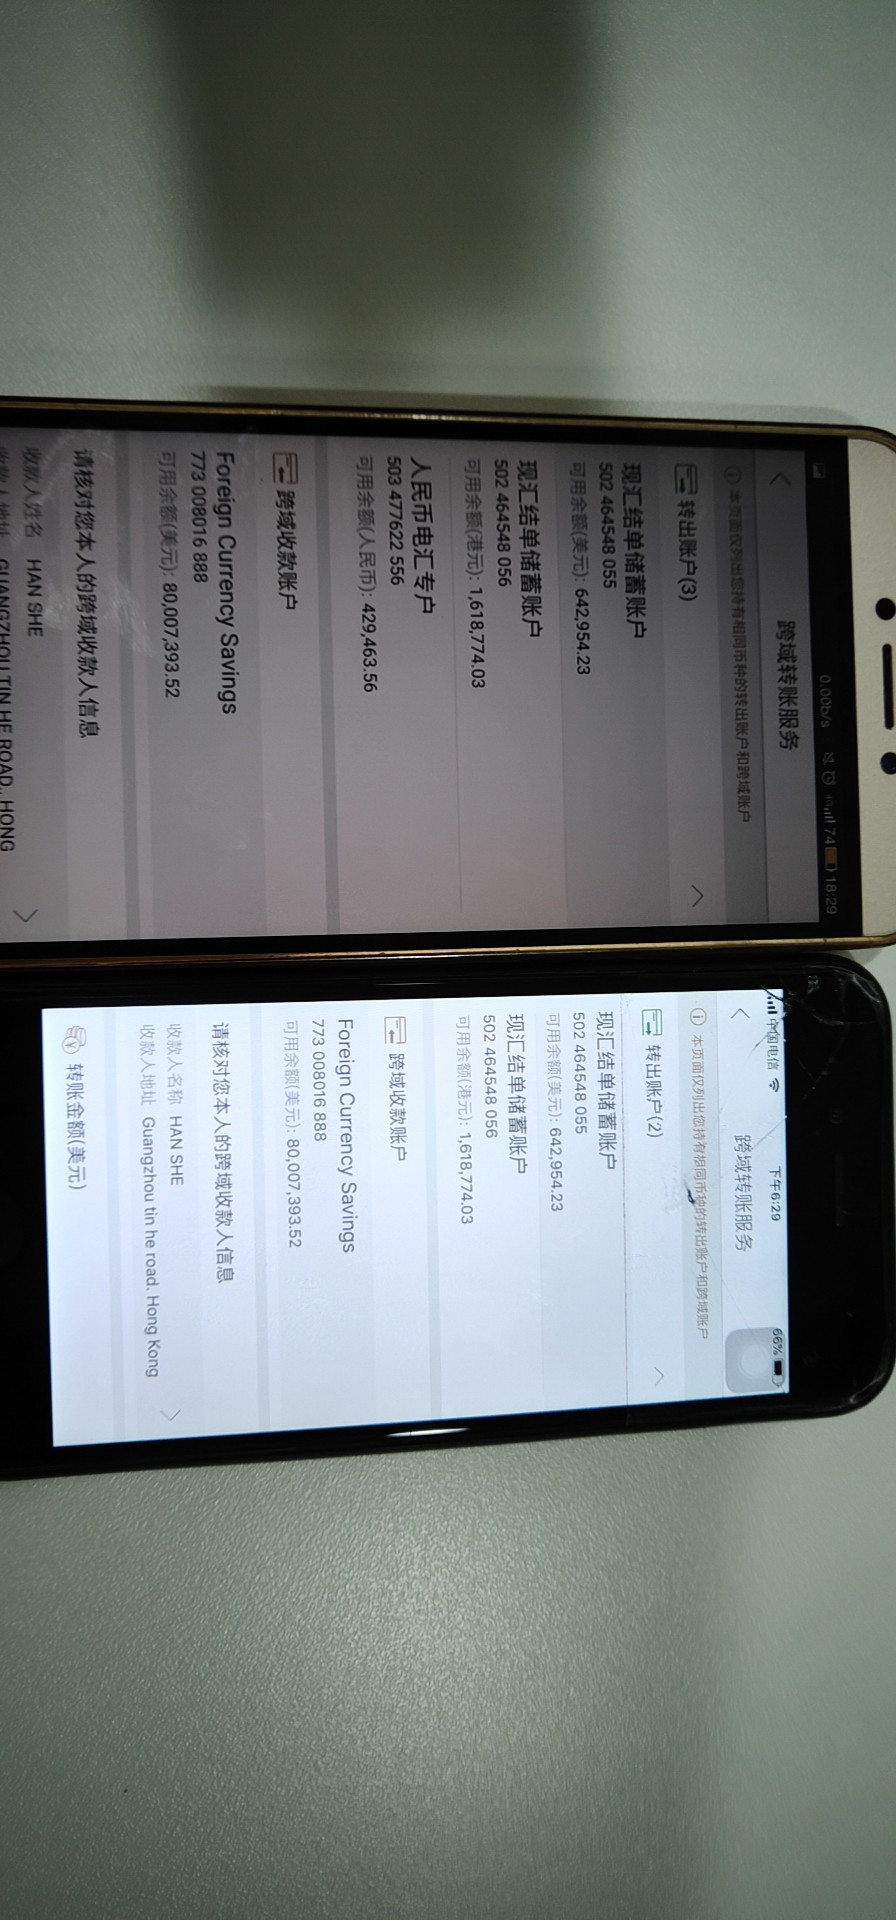 0.00b/s 4G 74 18:29
跨域转账服务
本页面仅列出您持有相同币种的转出账户和跨域账户
转出账户(3)
现汇结单储蓄账户
502 464548 055
可用余额(美元): 642,954.23
现汇结单储蓄账户
502 464548 056
可用余额(港元): 1,618,774.03
人民币电汇专户
503 477622 556
可用余额(人民币): 429,463.56
跨域收款账户
Foreign Currency Savings
773 008016 888
可用余额(美元): 80,007,393.52
请核对您本人的跨域收款人信息
收款人姓名 HAN SHE
收款人地址 GUANGZHOU TIN HE ROAD., HONG
中国电信 下午6:29 66%
跨域转账服务
本页面仅列出您持有相同币种的转出账户和跨域账户
转出账户(2)
现汇结单储蓄账户
502 464548 055
可用余额(美元): 642,954.23
现汇结单储蓄账户
502 464548 056
可用余额(港元): 1,618,774.03
跨域收款账户
Foreign Currency Savings
773 008016 888
可用余额(美元): 80,007,393.52
请核对您本人的跨域收款人信息
收款人名称 HAN SHE
收款人地址 Guangzhou tin he road. Hong Kong
转账金额(美元)